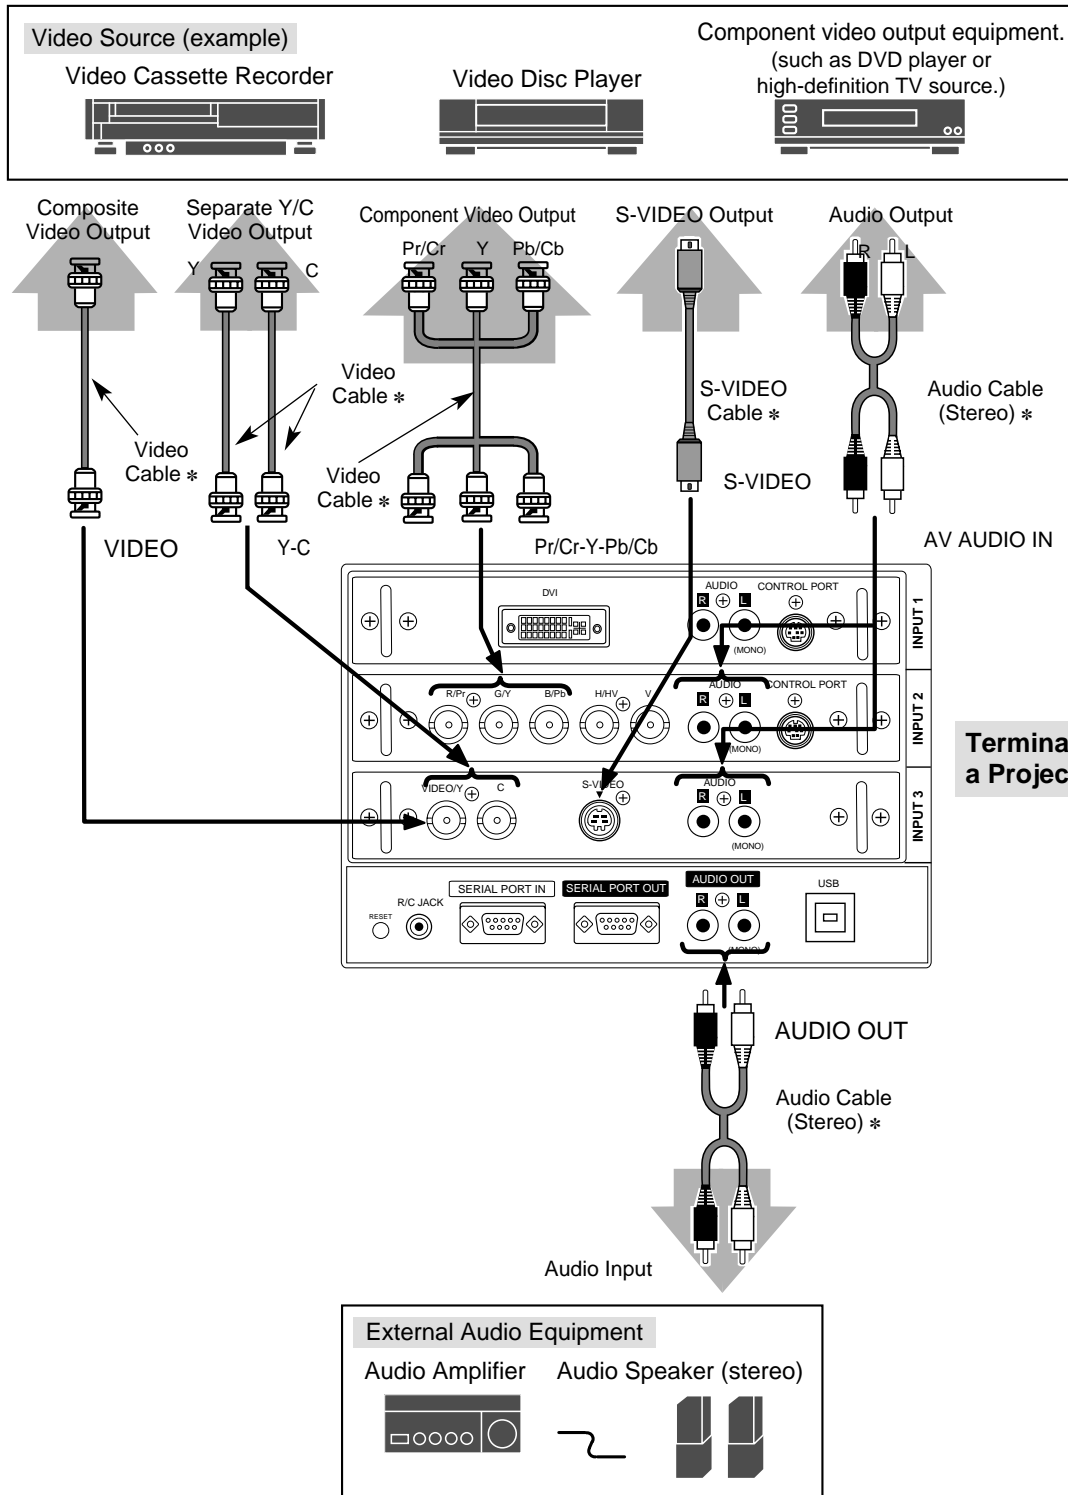 Video Source (example)
Video Cassette Recorder
Video Disc Player
Component video output equipment.
(such as DVD player or
high-definition TV source.)
Composite
Video Output
Separate Y/C
Video Output
Y
C
Component Video Output
Pr/Cr
Y
Pb/Cb
S-VIDEO Output
Audio Output
R
L
Video
Cable *
Video
Cable *
Video
Cable *
S-VIDEO
Cable *
Audio Cable
(Stereo) *
VIDEO
Y-C
Pr/Cr-Y-Pb/Cb
S-VIDEO
AV AUDIO IN
DVI
AUDIO
R
L
(MONO)
CONTROL PORT
INPUT 1
R/Pr
G/Y
B/Pb
H/HV
V
AUDIO
R
L
(MONO)
CONTROL PORT
INPUT 2
VIDEO/Y
C
S-VIDEO
AUDIO
R
L
(MONO)
INPUT 3
Termina
a Projec
RESET
R/C JACK
SERIAL PORT IN
SERIAL PORT OUT
AUDIO OUT
R
L
(MONO)
USB
AUDIO OUT
Audio Cable
(Stereo) *
Audio Input
External Audio Equipment
Audio Amplifier
Audio Speaker (stereo)